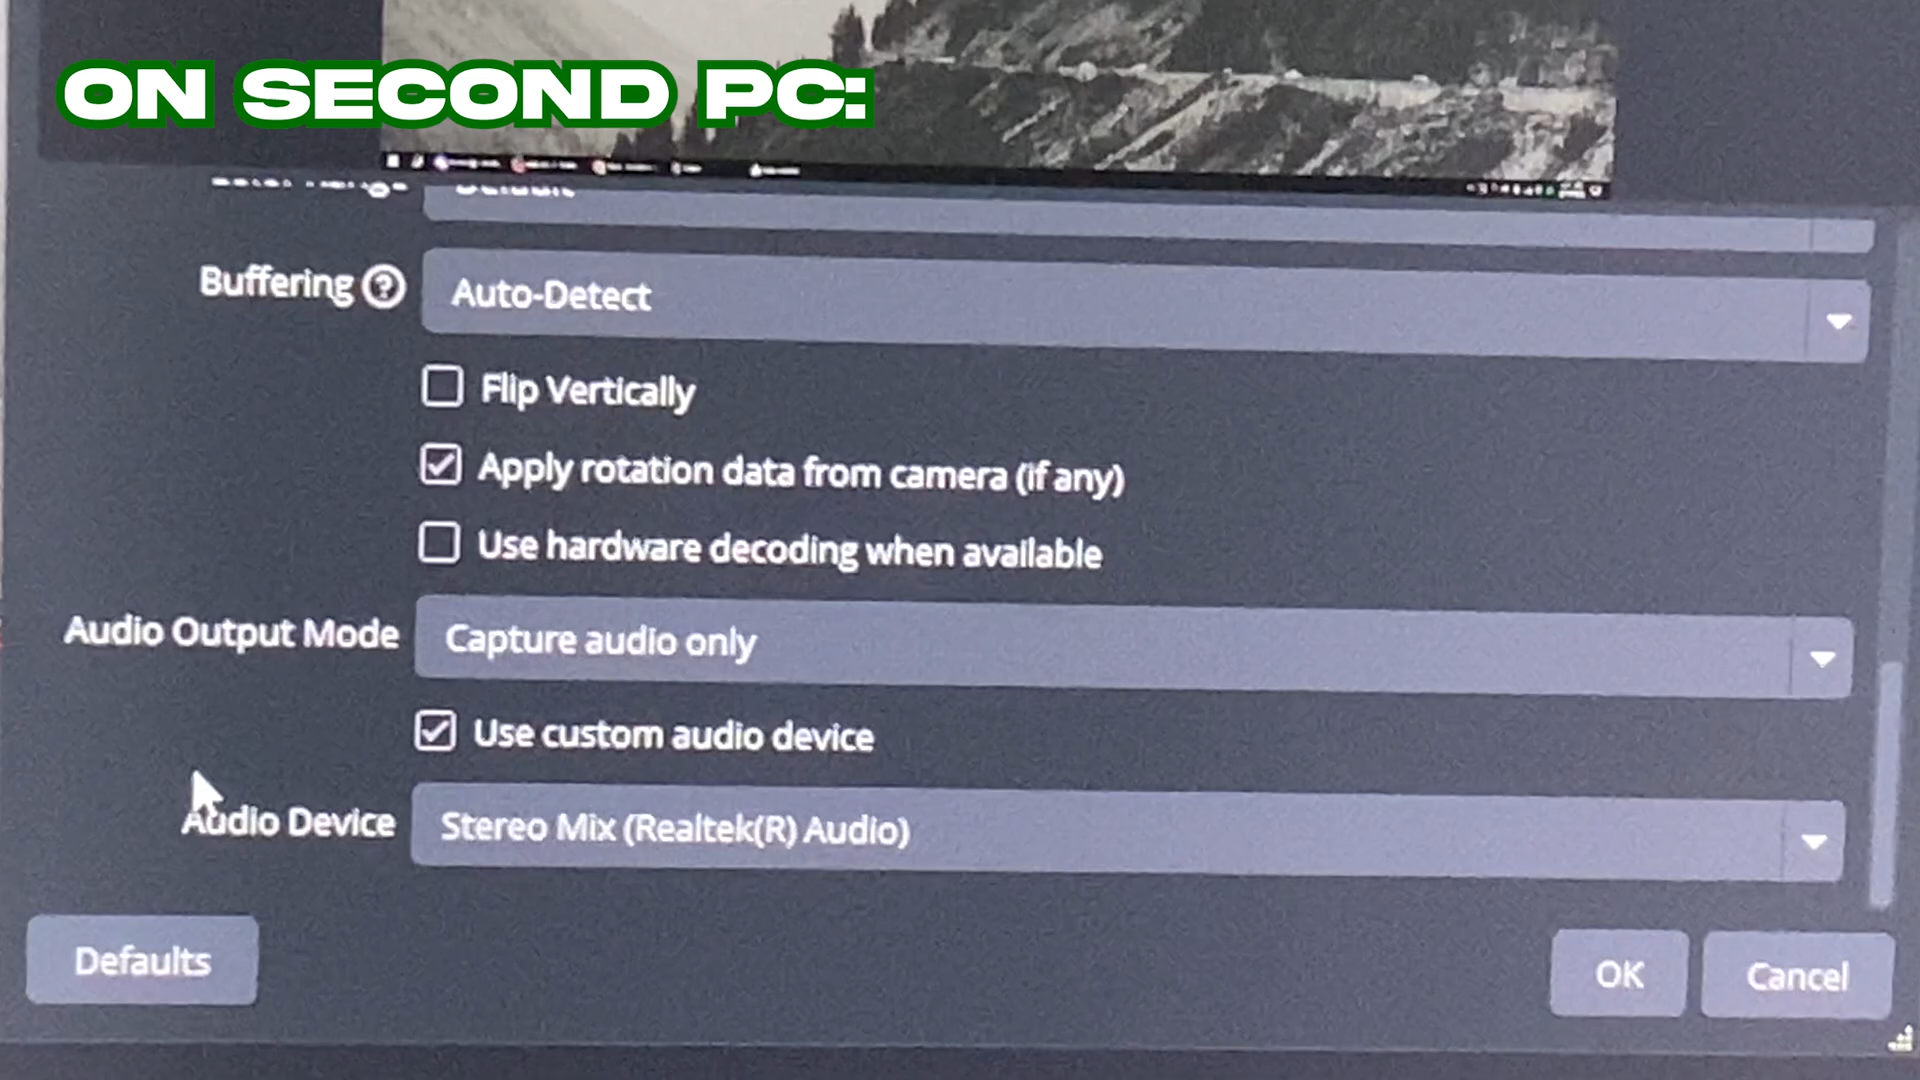 ON SECOND PC:
Default
Buffering ?
Auto-Detect
Flip Vertically
Apply rotation data from camera (if any)
Use hardware decoding when available
Audio Output Mode
Capture audio only
Use custom audio device
Audio Device
Stereo Mix (Realtek(R) Audio)
Defaults
OK
Cancel